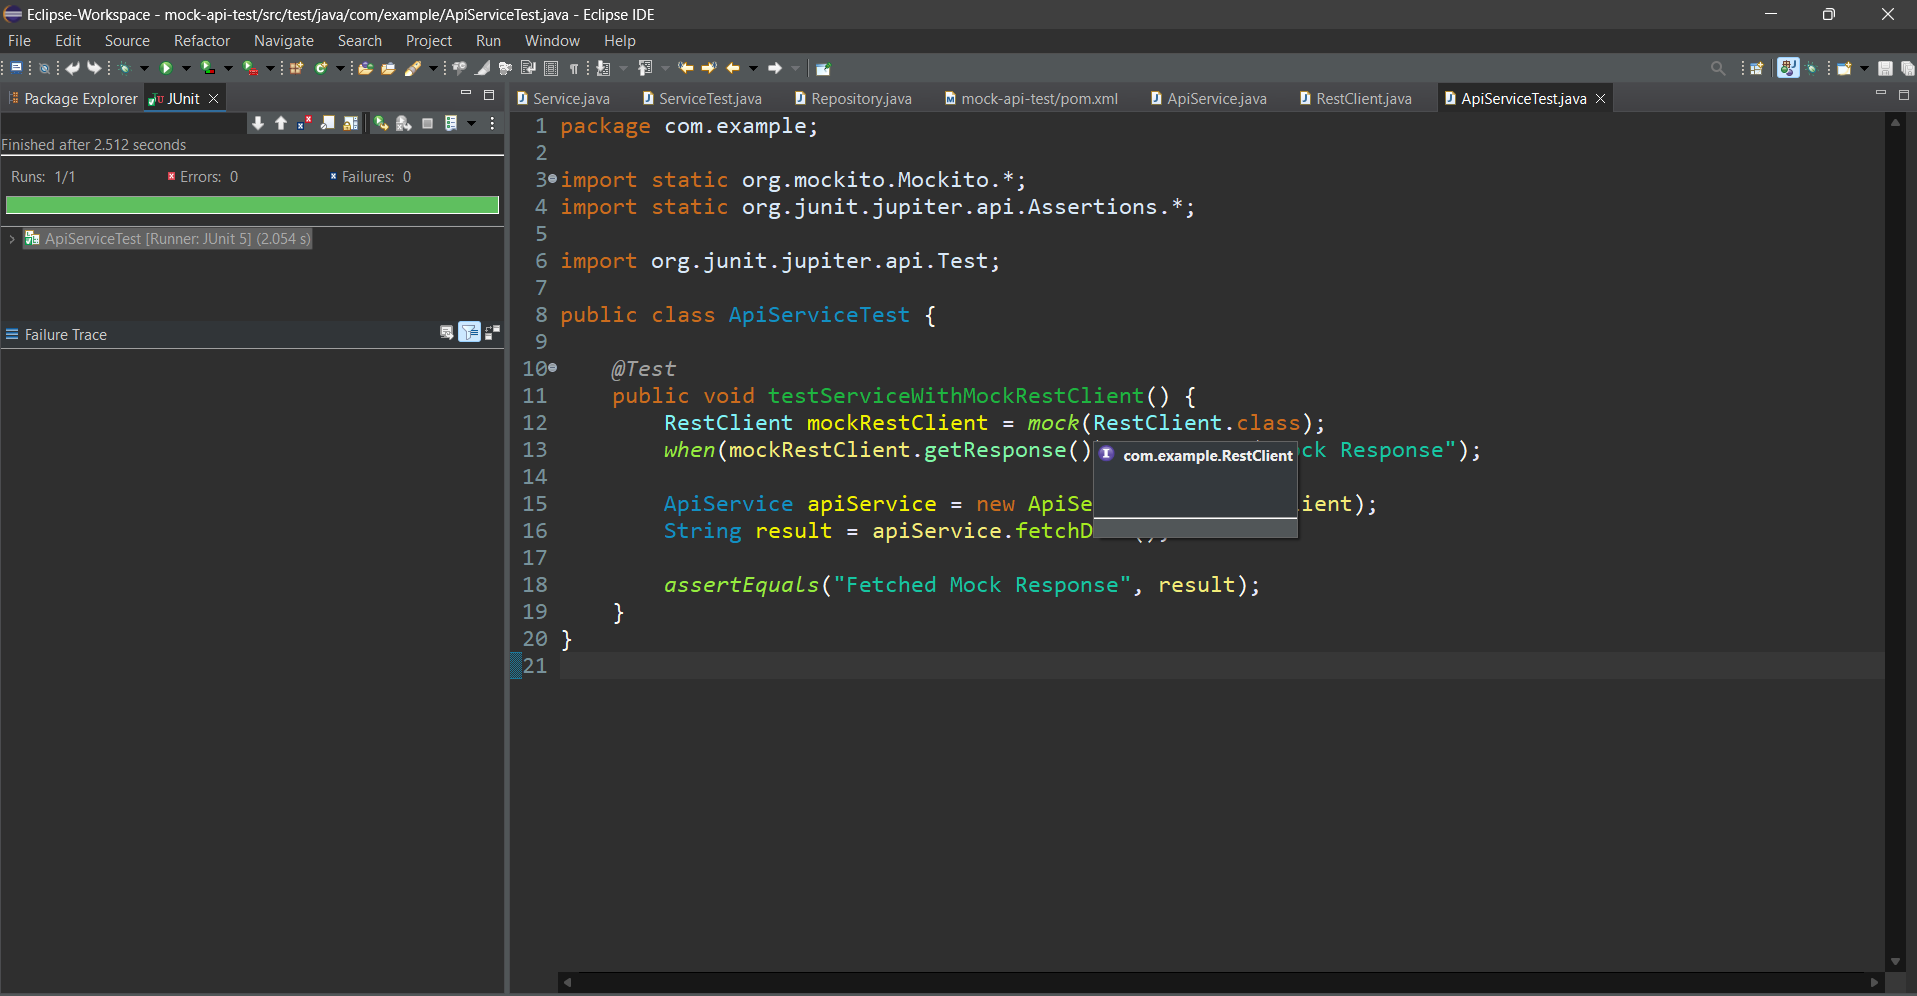 Eclipse-Workspace - mock-api-test/src/test/java/com/example/ApiServiceTest.java - Eclipse IDE
File Edit Source Refactor Navigate Search Project Run Window Help
Package Explorer JUnit
Finished after 2.512 seconds
Runs: 1/1 Errors: 0 Failures: 0
ApiServiceTest [Runner: JUnit 5] (2.054 s)
Failure Trace
Service.java ServiceTest.java Repository.java mock-api-test/pom.xml ApiService.java RestClient.java ApiServiceTest.java
1 package com.example;
2
3 import static org.mockito.Mockito.*;
4 import static org.junit.jupiter.api.Assertions.*;
5
6 import org.junit.jupiter.api.Test;
7
8 public class ApiServiceTest {
9
10 @Test
11 public void testServiceWithMockRestClient() {
12 RestClient mockRestClient = mock(RestClient.class);
13 when(mockRestClient.getResponse() ck Response");
com.example.RestClient
14
15 ApiService apiService = new ApiSe ient);
16 String result = apiService.fetchD
17
18 assertEquals("Fetched Mock Response", result);
19 }
20 }
21